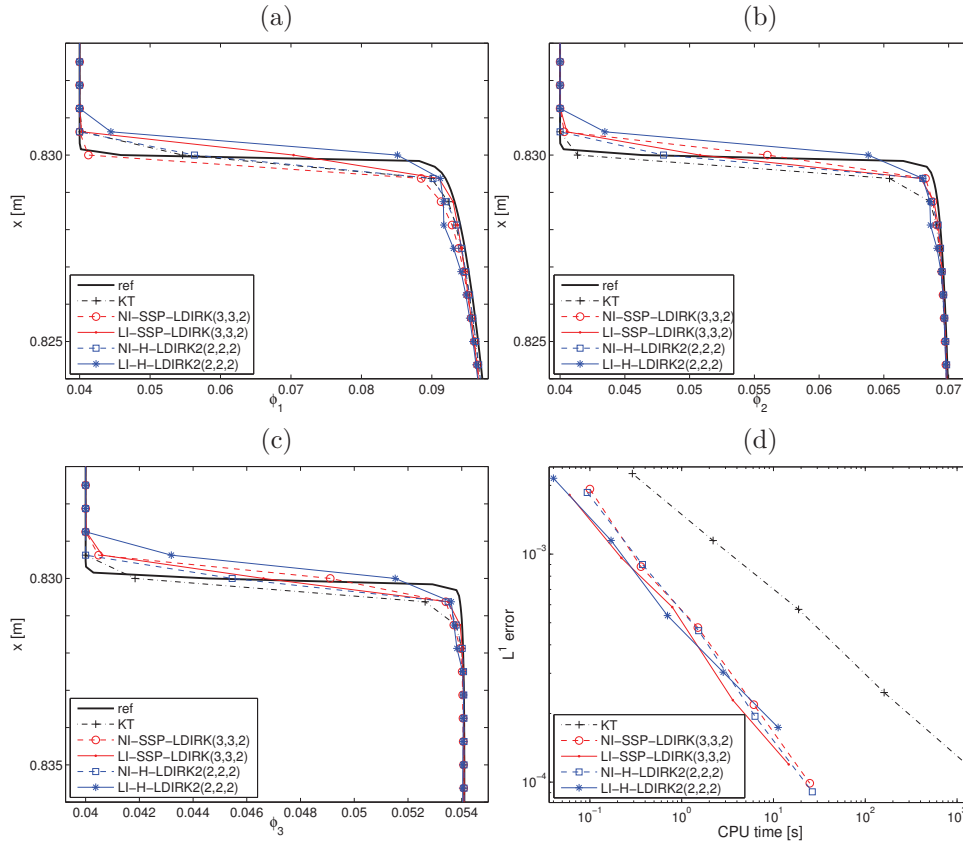 (a)
0.830
0.825
x [m]
0.04
0.05
0.06
0.07
0.08
0.09
ϕ1
ref
KT
NI−SSP−LDIRK(3,3,2)
LI−SSP−LDIRK(3,3,2)
NI−H−LDIRK2(2,2,2)
LI−H−LDIRK2(2,2,2)
(b)
0.830
0.825
x [m]
0.04
0.045
0.05
0.055
0.06
0.065
0.07
ϕ2
ref
KT
NI−SSP−LDIRK(3,3,2)
LI−SSP−LDIRK(3,3,2)
NI−H−LDIRK2(2,2,2)
LI−H−LDIRK2(2,2,2)
(c)
0.830
0.835
x [m]
0.04
0.042
0.044
0.046
0.048
0.050
0.052
0.054
ϕ3
ref
KT
NI−SSP−LDIRK(3,3,2)
LI−SSP−LDIRK(3,3,2)
NI−H−LDIRK2(2,2,2)
LI−H−LDIRK2(2,2,2)
(d)
10−3
10−4
L1 error
10−1
100
101
102
103
CPU time [s]
KT
NI−SSP−LDIRK(3,3,2)
LI−SSP−LDIRK(3,3,2)
NI−H−LDIRK2(2,2,2)
LI−H−LDIRK2(2,2,2)